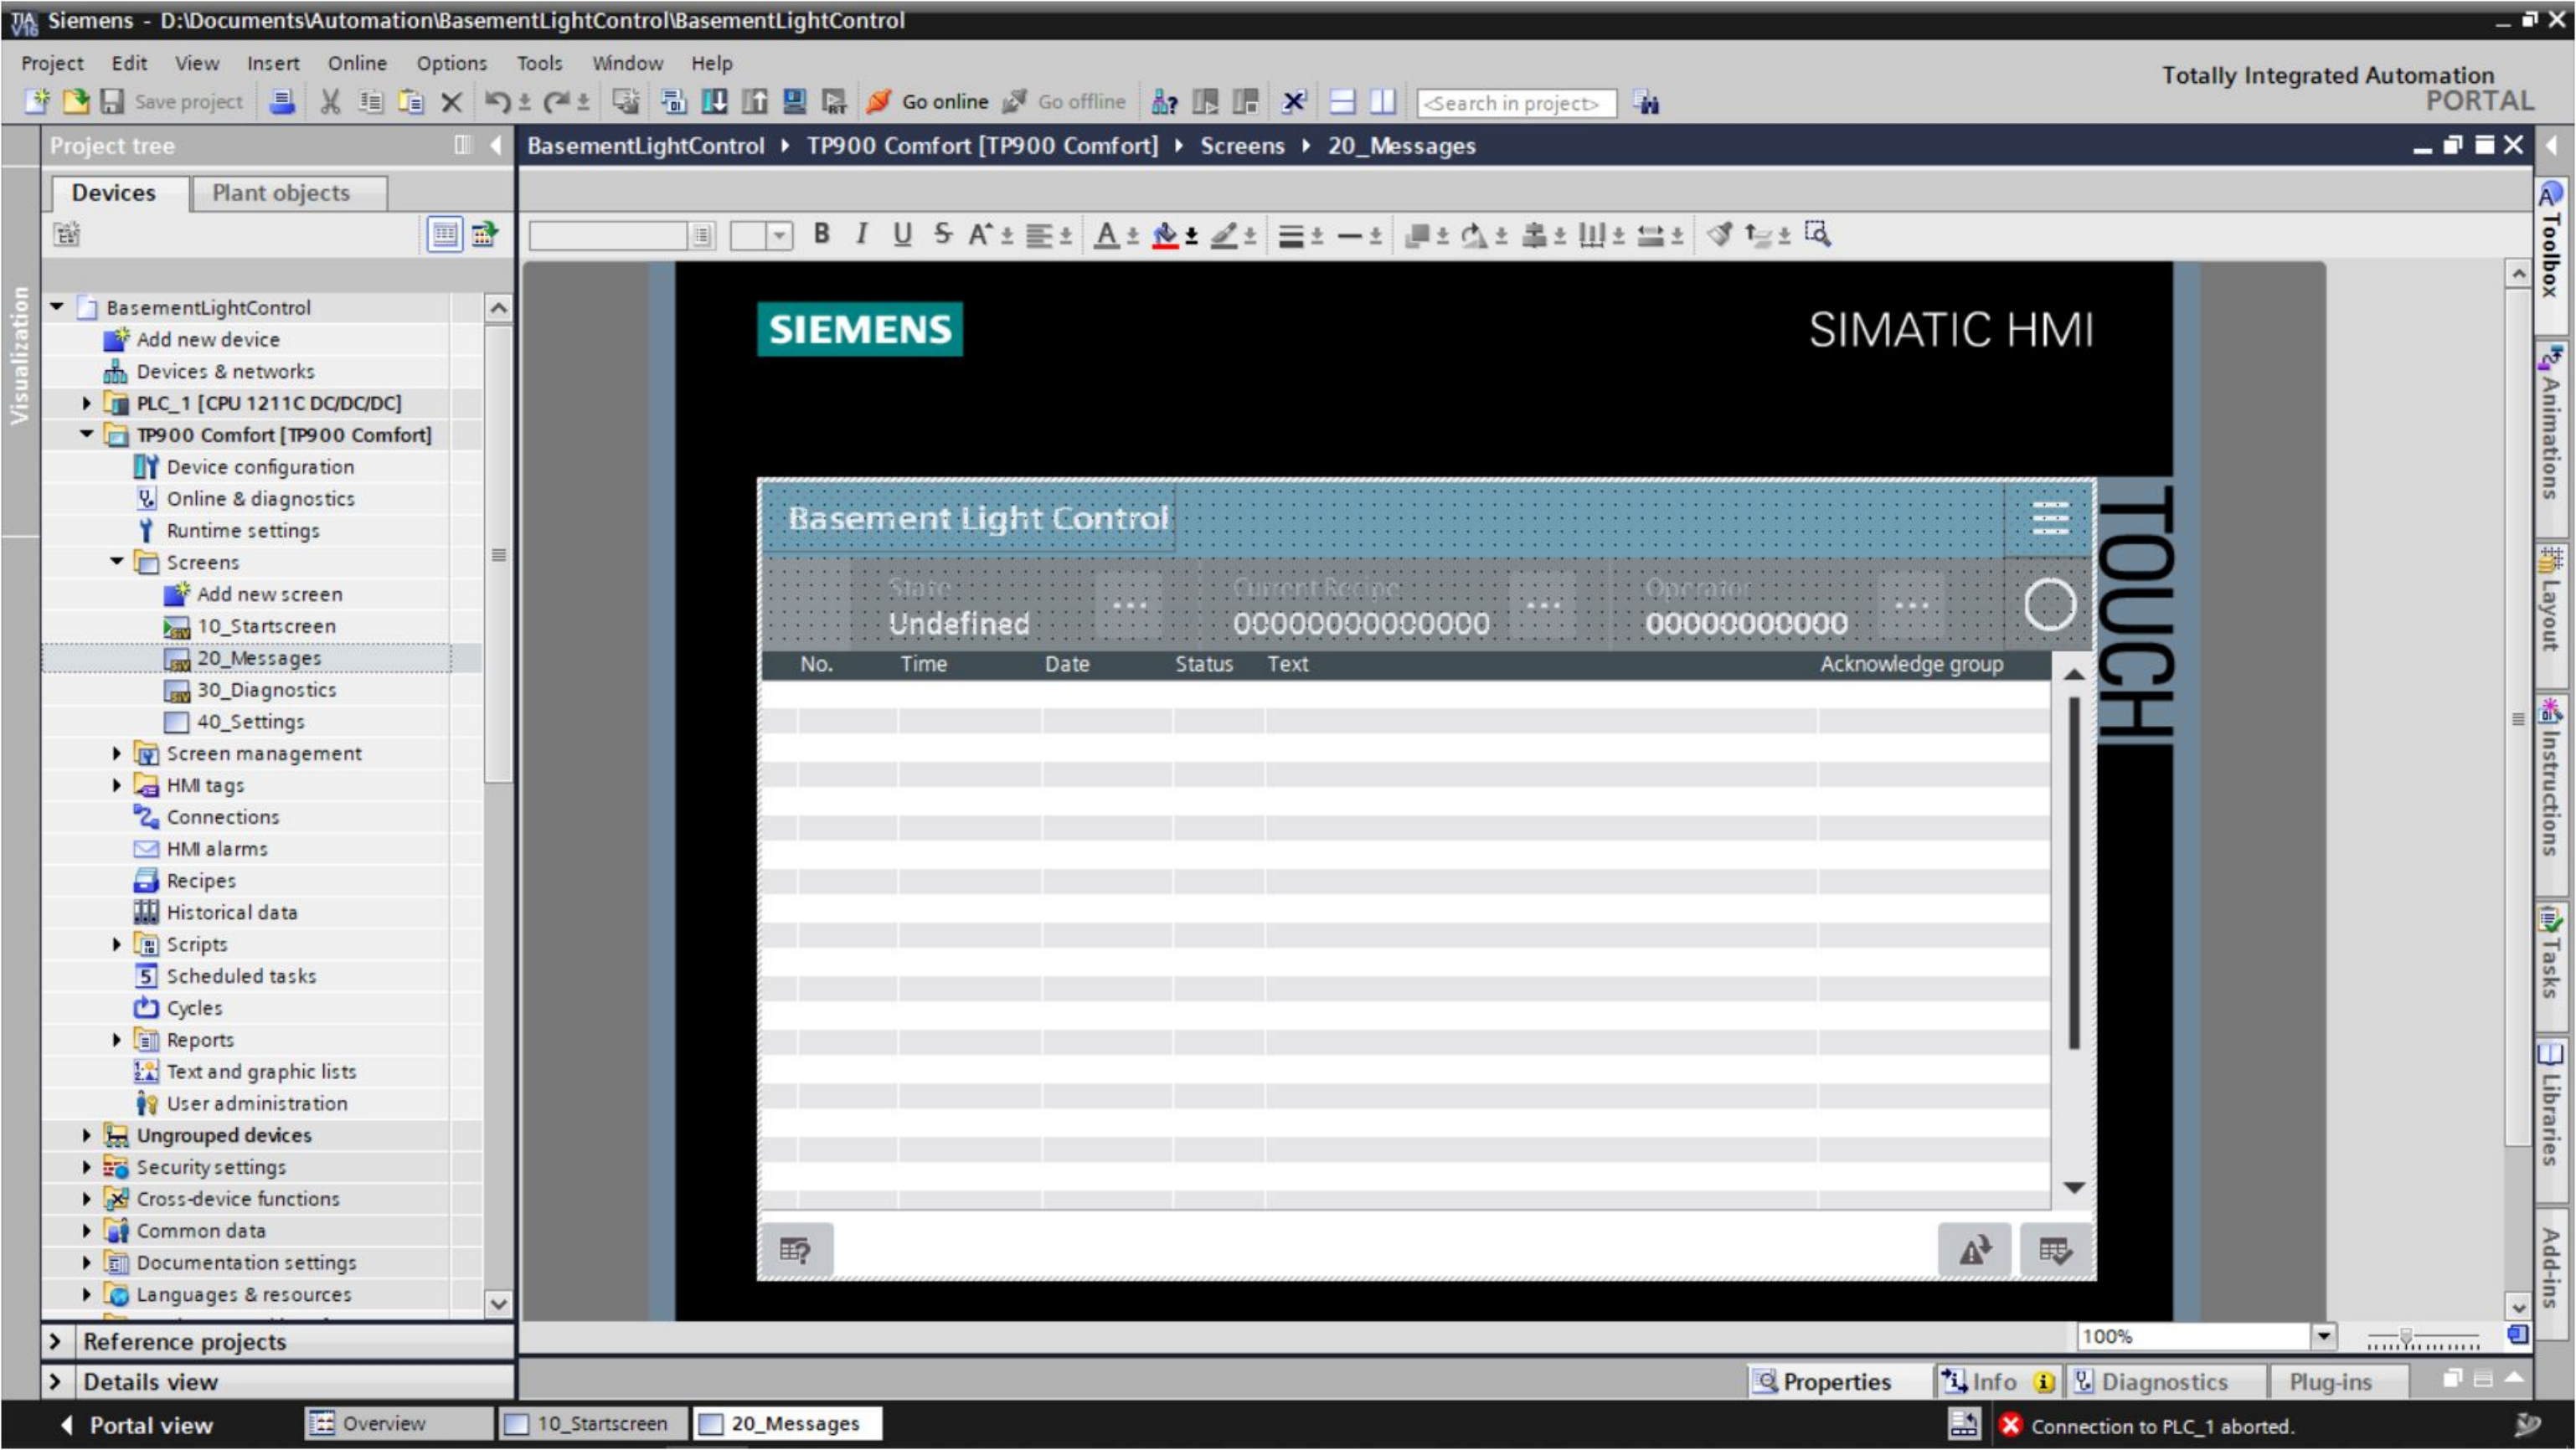 TIA V16 Siemens - D:\Documents\Automation\BasementLightControl\BasementLightControl
Project Edit View Insert Online Options Tools Window Help
Totally Integrated Automation
PORTAL
Save project Go online Go offline <Search in project>
Project tree
BasementLightControl TP900 Comfort [TP900 Comfort] Screens 20_Messages
Devices Plant objects
B I U S A A
Visualization
BasementLightControl
Add new device
Devices & networks
PLC_1 [CPU 1211C DC/DC/DC]
TP900 Comfort [TP900 Comfort]
Device configuration
Online & diagnostics
Runtime settings
Screens
Add new screen
10_Startscreen
20_Messages
30_Diagnostics
40_Settings
Screen management
HMI tags
Connections
HMI alarms
Recipes
Historical data
Scripts
Scheduled tasks
Cycles
Reports
Text and graphic lists
User administration
Ungrouped devices
Security settings
Cross-device functions
Common data
Documentation settings
Languages & resources
Reference projects
Details view
SIEMENS
SIMATIC HMI
TOUCH
Basement Light Control
State
Undefined
...
Current Recipe
00000000000000
...
Operator
00000000000
...
No. Time Date Status Text Acknowledge group
100%
Properties Info Diagnostics Plug-ins
Toolbox
Animations
Layout
Instructions
Tasks
Libraries
Add-ins
Portal view Overview 10_Startscreen 20_Messages
Connection to PLC_1 aborted.